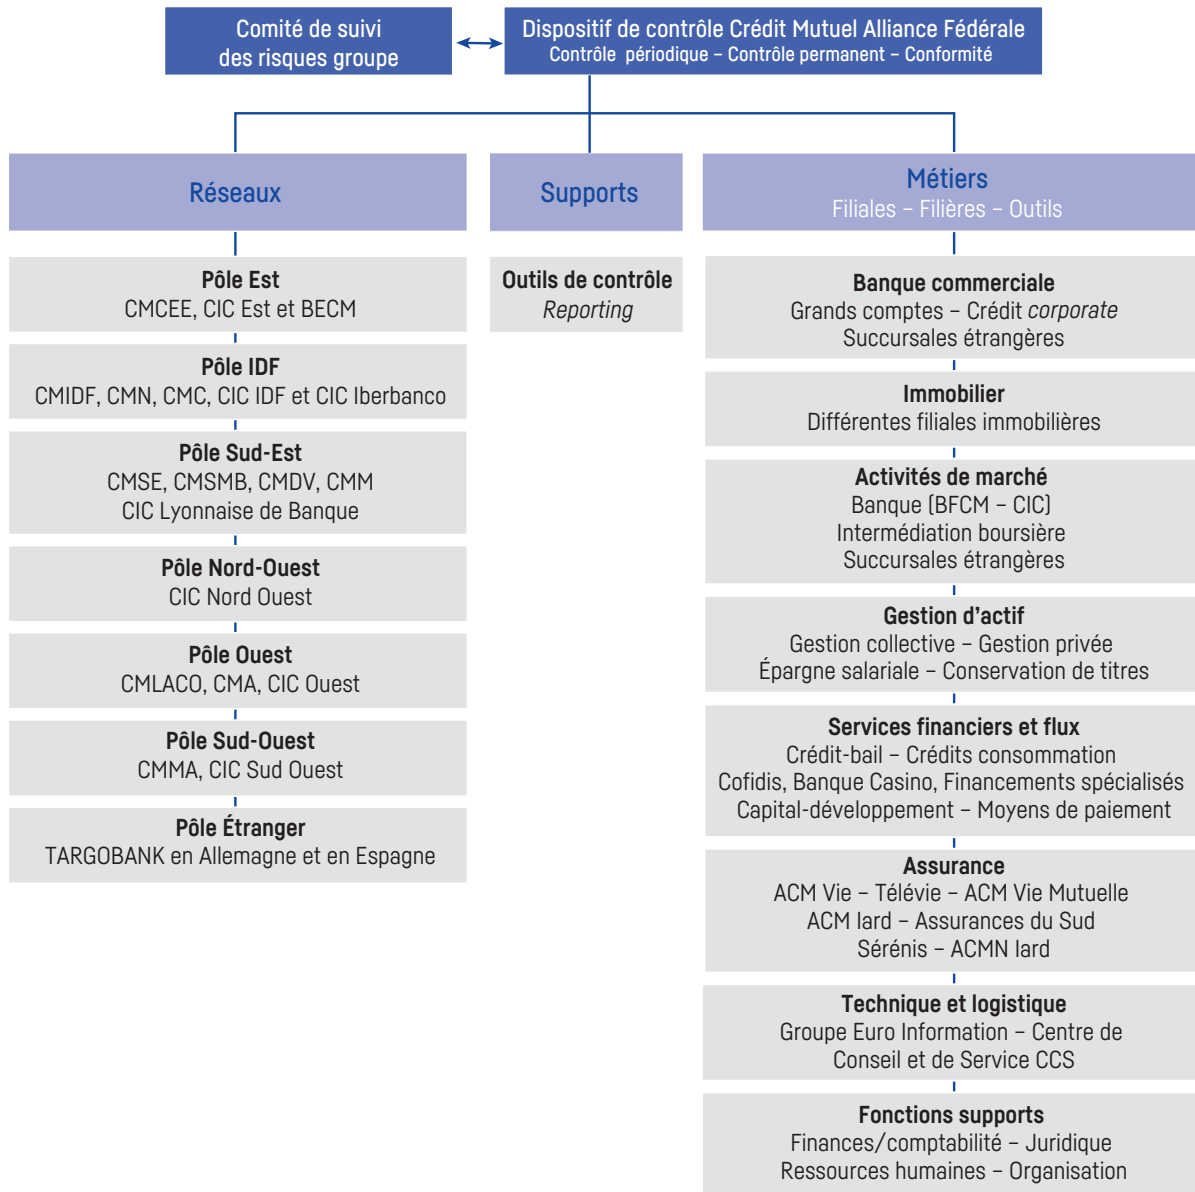 Comité de suivi
des risques groupe
Dispositif de contrôle Crédit Mutuel Alliance Fédérale
Contrôle périodique – Contrôle permanent – Conformité
Réseaux
Pôle Est
CMCEE, CIC Est et BECM
Pôle IDF
CMIDF, CMN, CMC, CIC IDF et CIC Iberbanco
Pôle Sud-Est
CMSE, CMSMB, CMDV, CMM
CIC Lyonnaise de Banque
Pôle Nord-Ouest
CIC Nord Ouest
Pôle Ouest
CMLACO, CMA, CIC Ouest
Pôle Sud-Ouest
CMMA, CIC Sud Ouest
Pôle Étranger
TARGOBANK en Allemagne et en Espagne
Supports
Outils de contrôle
Reporting
Métiers
Filiales – Filières – Outils
Banque commerciale
Grands comptes – Crédit corporate
Succursales étrangères
Immobilier
Différentes filiales immobilières
Activités de marché
Banque (BFCM – CIC)
Intermédiation boursière
Succursales étrangères
Gestion d'actif
Gestion collective – Gestion privée
Épargne salariale – Conservation de titres
Services financiers et flux
Crédit-bail – Crédits consommation
Cofidis, Banque Casino, Financements spécialisés
Capital-développement – Moyens de paiement
Assurance
ACM Vie – Télévie – ACM Vie Mutuelle
ACM Iard – Assurances du Sud
Sérénis – ACMN Iard
Technique et logistique
Groupe Euro Information – Centre de
Conseil et de Service CCS
Fonctions supports
Finances/comptabilité – Juridique
Ressources humaines – Organisation